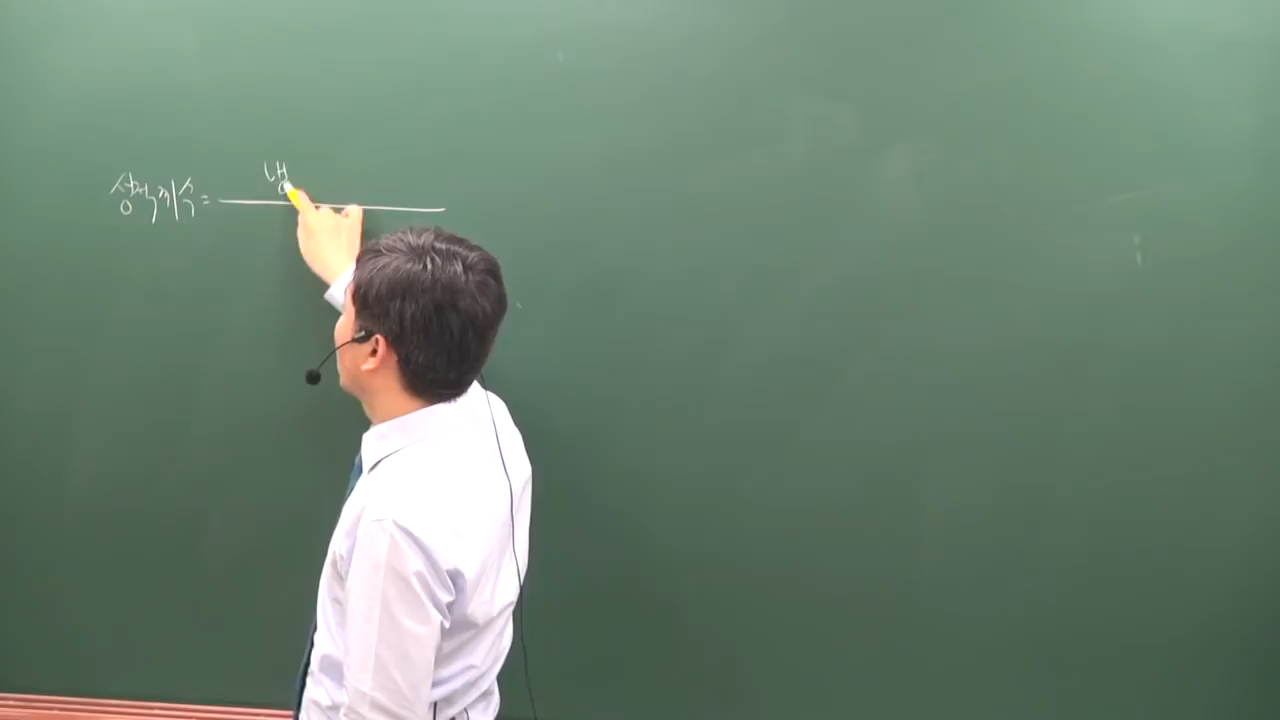 냉
성적계수 =